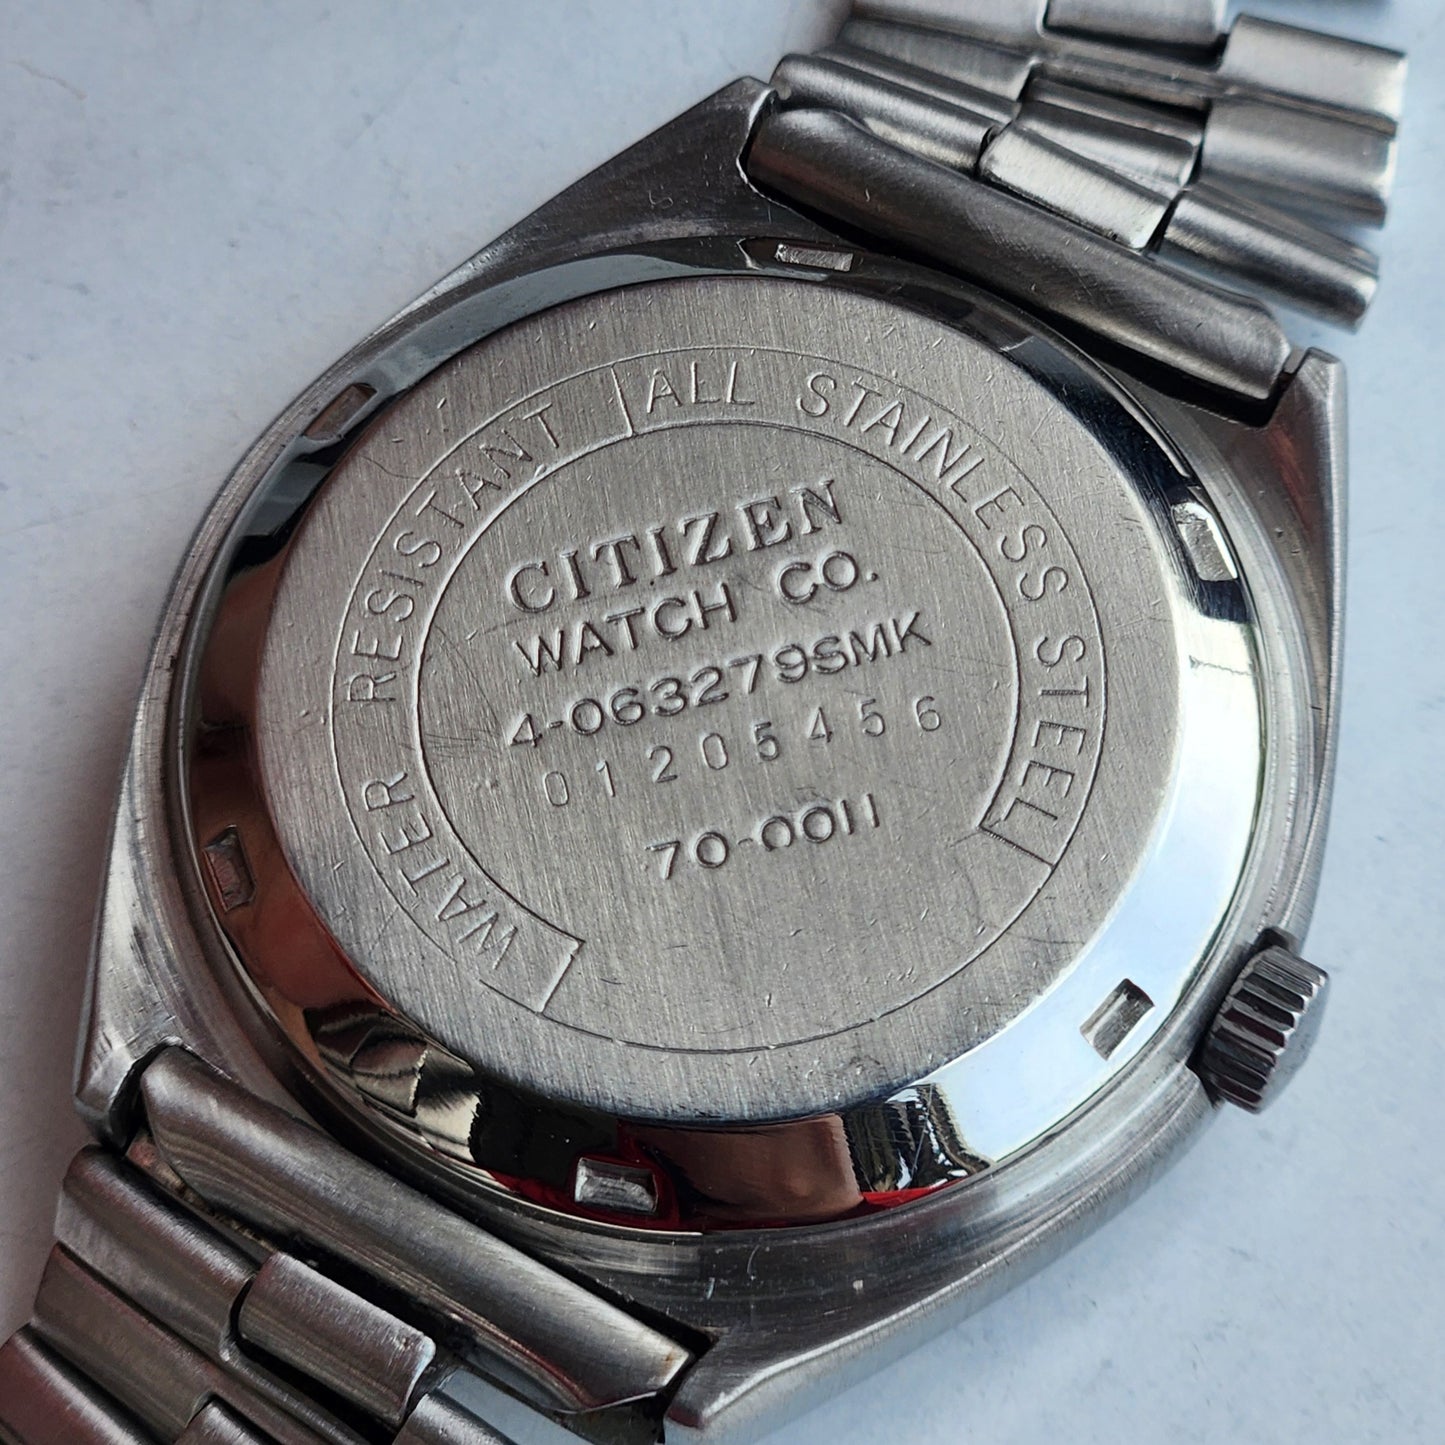 WATER RESISTANT
ALL STAINLESS STEEL
CITIZEN
WATCH CO.
4-063279SMK
01205456
70-0011